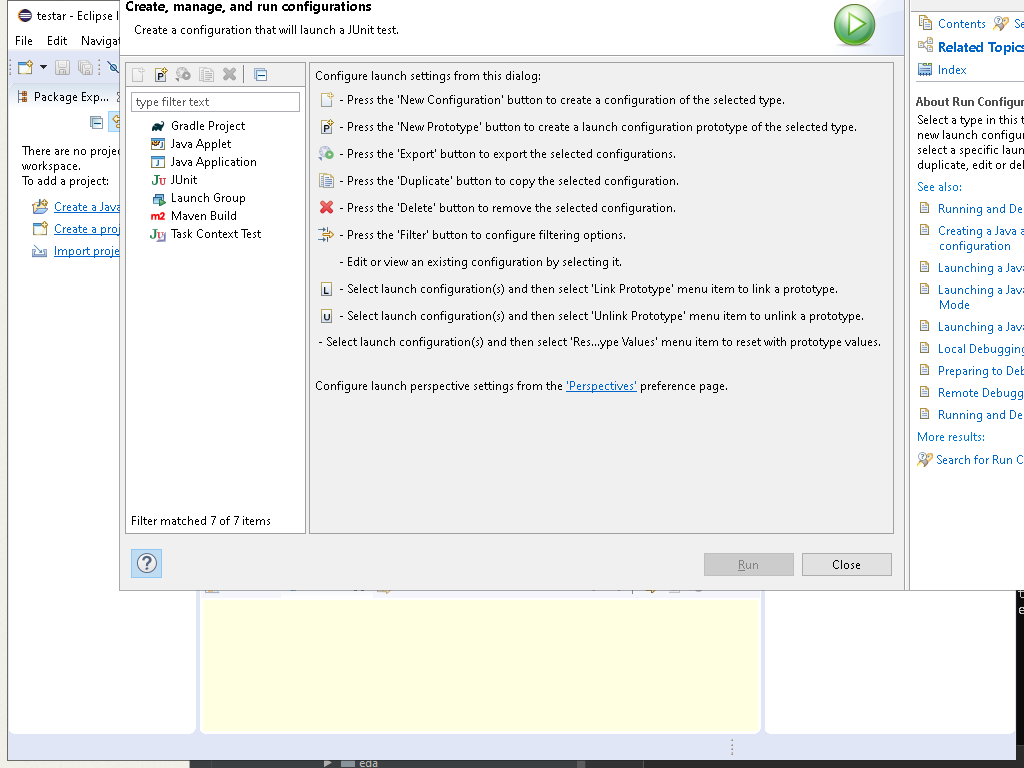 testar - Eclipse I
File Edit Navigat
Package Exp...
There are no projec
workspace.
To add a project:
Create a Java
Create a proj
Import proje
Create, manage, and run configurations
Create a configuration that will launch a JUnit test.
type filter text
Gradle Project
Java Applet
Java Application
JUnit
Launch Group
Maven Build
Task Context Test
Filter matched 7 of 7 items
Configure launch settings from this dialog:
- Press the 'New Configuration' button to create a configuration of the selected type.
- Press the 'New Prototype' button to create a launch configuration prototype of the selected type.
- Press the 'Export' button to export the selected configurations.
- Press the 'Duplicate' button to copy the selected configuration.
- Press the 'Delete' button to remove the selected configuration.
- Press the 'Filter' button to configure filtering options.
- Edit or view an existing configuration by selecting it.
- Select launch configuration(s) and then select 'Link Prototype' menu item to link a prototype.
- Select launch configuration(s) and then select 'Unlink Prototype' menu item to unlink a prototype.
- Select launch configuration(s) and then select 'Res...ype Values' menu item to reset with prototype values.
Configure launch perspective settings from the 'Perspectives' preference page.
Run
Close
Contents Se
Related Topics
Index
About Run Configur
Select a type in this t
new launch configu
select a specific laun
duplicate, edit or del
See also:
Running and De
Creating a Java a
configuration
Launching a Java
Launching a Java
Mode
Launching a Java
Local Debugging
Preparing to Deb
Remote Debugg
Running and De
More results:
Search for Run C
eda